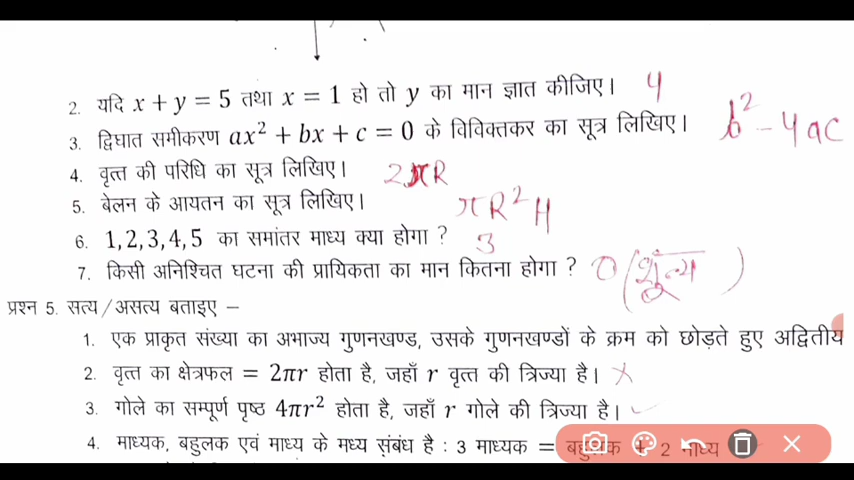 2. यदि x + y = 5 तथा x = 1 हो तो y का मान ज्ञात कीजिए। 4
3. द्विघात समीकरण ax² + bx + c = 0 के विविक्तकर का सूत्र लिखिए। b² - 4ac
4. वृत्त की परिधि का सूत्र लिखिए। 2πR
5. बेलन के आयतन का सूत्र लिखिए। πR²H
6. 1, 2, 3, 4, 5 का समांतर माध्य क्या होगा ? 3
7. किसी अनिश्चित घटना की प्रायिकता का मान कितना होगा ? 0 (शून्य)
प्रश्न 5. सत्य / असत्य बताइए –
1. एक प्राकृत संख्या का अभाज्य गुणनखण्ड, उसके गुणनखण्डों के क्रम को छोड़ते हुए अद्वितीय
2. वृत्त का क्षेत्रफल = 2πr होता है, जहाँ r वृत्त की त्रिज्या है। ✗
3. गोले का सम्पूर्ण पृष्ठ 4πr² होता है, जहाँ r गोले की त्रिज्या है। ✓
4. माध्यक, बहुलक एवं माध्य के मध्य संबंध है : 3 माध्यक = बहुलक + 2 माध्य